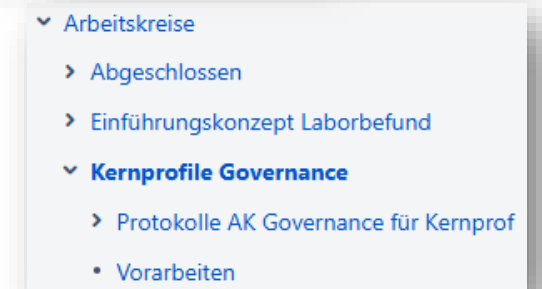 Arbeitskreise
Abgeschlossen
Einführungskonzept Laborbefund
Kernprofile Governance
Protokolle AK Governance für Kernprof
Vorarbeiten